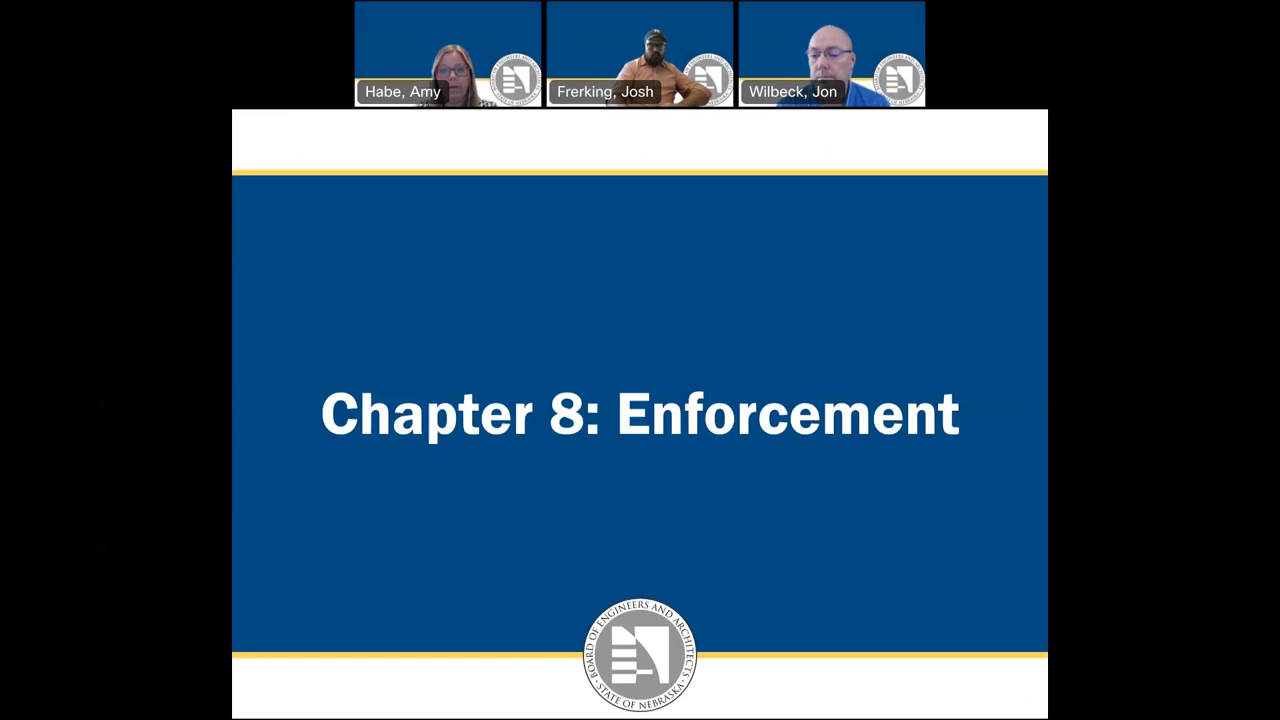 Habe, Amy
Frerking, Josh
Wilbeck, Jon
Chapter 8: Enforcement
BOARD OF ENGINEERS AND ARCHITECTS
STATE OF NEBRASKA